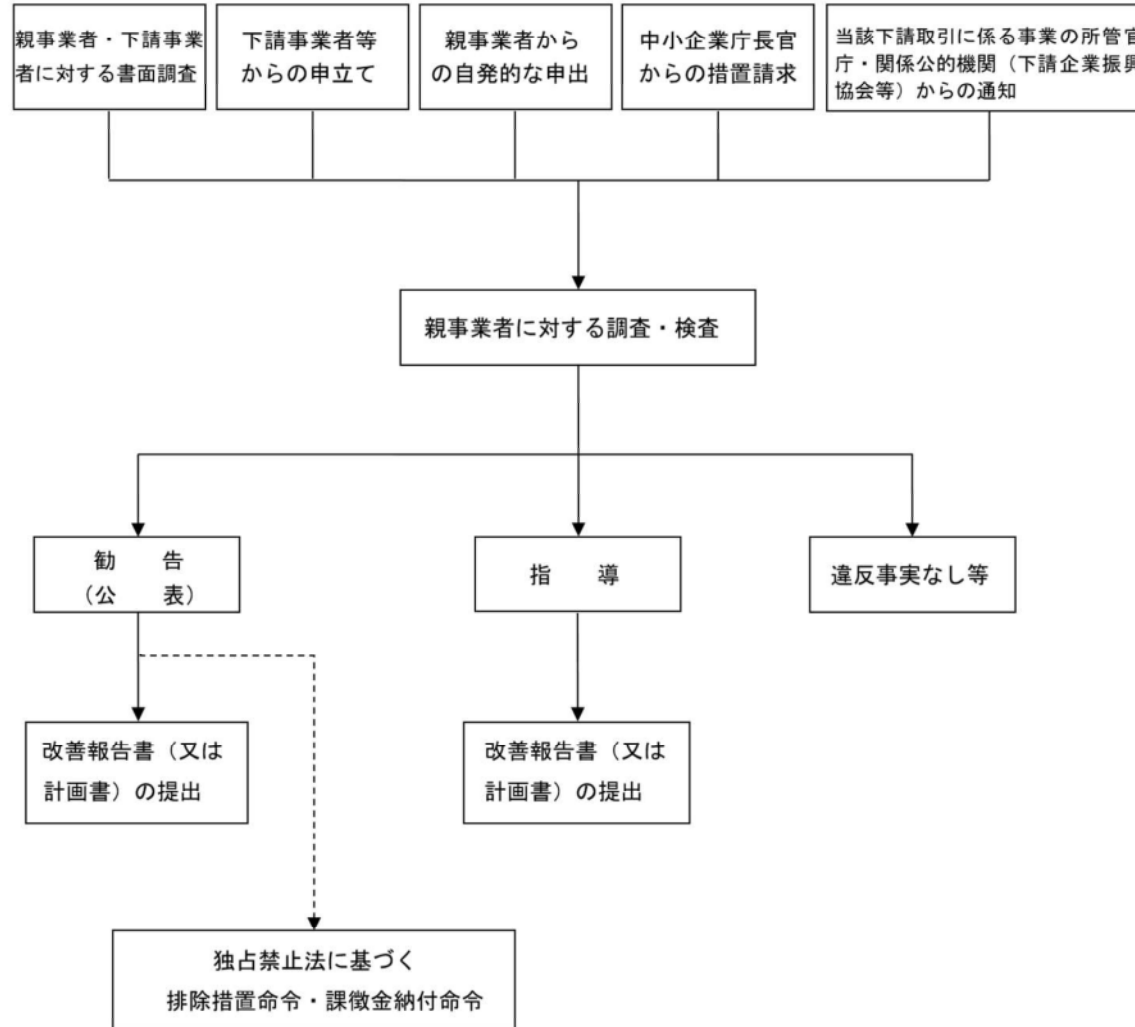 親事業者・下請事業
者に対する書面調査
下請事業者等
からの申立て
親事業者から
の自発的な申出
中小企業庁長官
からの措置請求
当該下請取引に係る事業の所管官
庁・関係公的機関（下請企業振興
協会等）からの通知
親事業者に対する調査・検査
勧　　告
（公　　表）
指　　導
違反事実なし等
改善報告書（又は
計画書）の提出
改善報告書（又は
計画書）の提出
独占禁止法に基づく
排除措置命令・課徴金納付命令